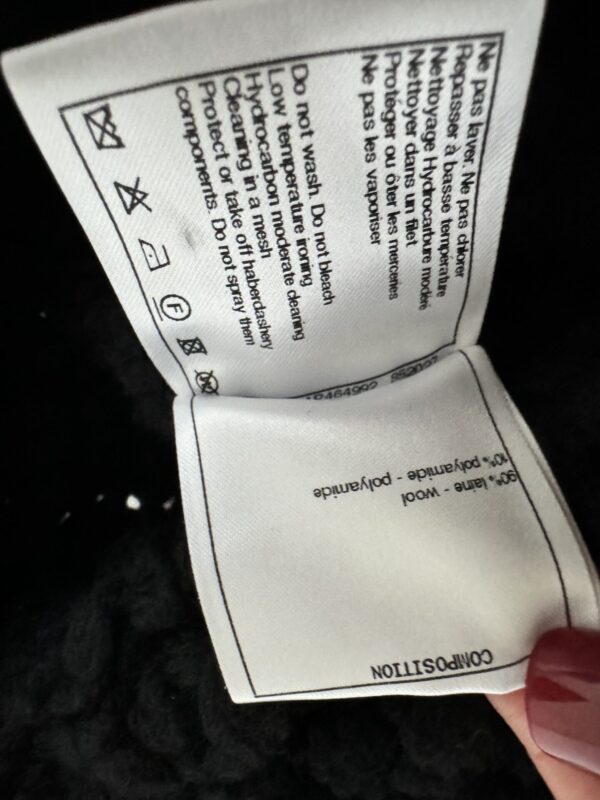 Ne pas laver. Ne pas chlorer
Repasser à basse température
Nettoyage Hydrocarbure modéré
Nettoyer dans un filet
Protéger ou ôter les merceries
Ne pas les vaporiser
Do not wash. Do not bleach
Low temperature ironing
Hydrocarbon moderate cleaning
Cleaning in a mesh
Protect or take off haberdashery
components. Do not spray them
F
COMPOSITION
90% laine - wool
10% polyamide - polyamide